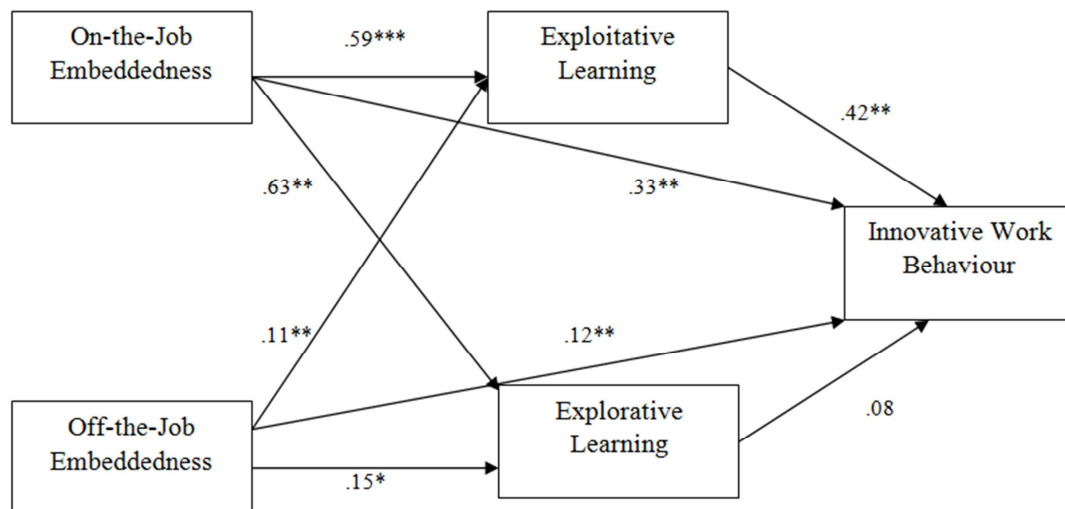 On-the-Job
Embeddedness
.59***
Exploitative
Learning
.42**
.63**
.33**
Innovative Work
Behaviour
.11**
.12**
Off-the-Job
Embeddedness
.15*
Explorative
Learning
.08